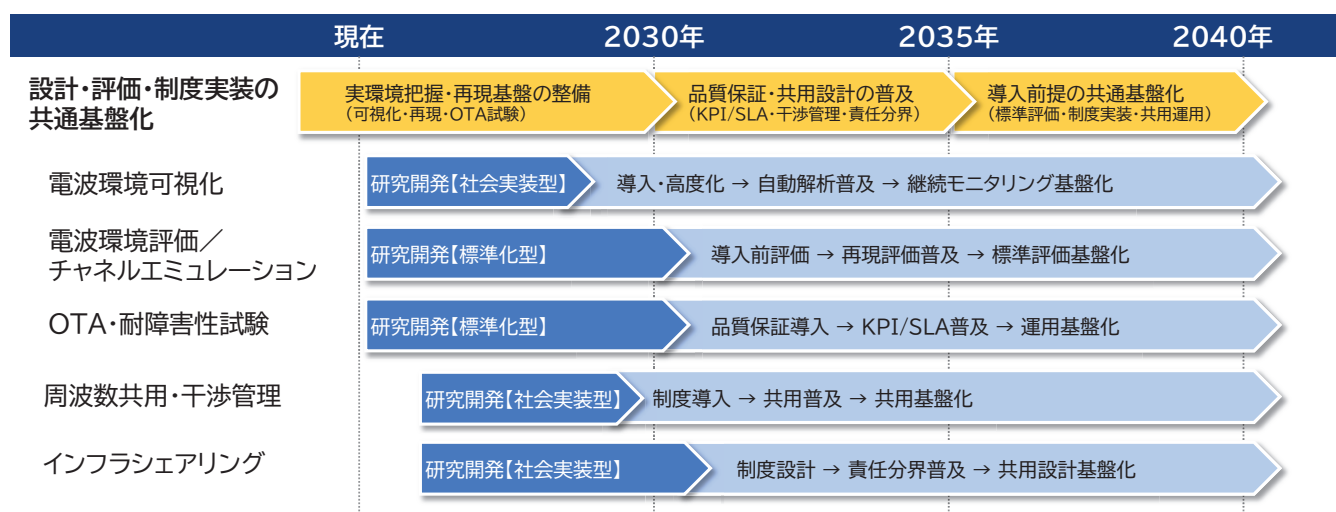 現在 2030年 2035年 2040年
設計・評価・制度実装の
共通基盤化
実環境把握・再現基盤の整備
(可視化・再現・OTA試験)
品質保証・共用設計の普及
(KPI/SLA・干渉管理・責任分界)
導入前提の共通基盤化
(標準評価・制度実装・共用運用)
電波環境可視化
研究開発【社会実装型】
導入・高度化 → 自動解析普及 → 継続モニタリング基盤化
電波環境評価／
チャネルエミュレーション
研究開発【標準化型】
導入前評価 → 再現評価普及 → 標準評価基盤化
OTA・耐障害性試験
研究開発【標準化型】
品質保証導入 → KPI/SLA普及 → 運用基盤化
周波数共用・干渉管理
研究開発【社会実装型】
制度導入 → 共用普及 → 共用基盤化
インフラシェアリング
研究開発【社会実装型】
制度設計 → 責任分界普及 → 共用設計基盤化